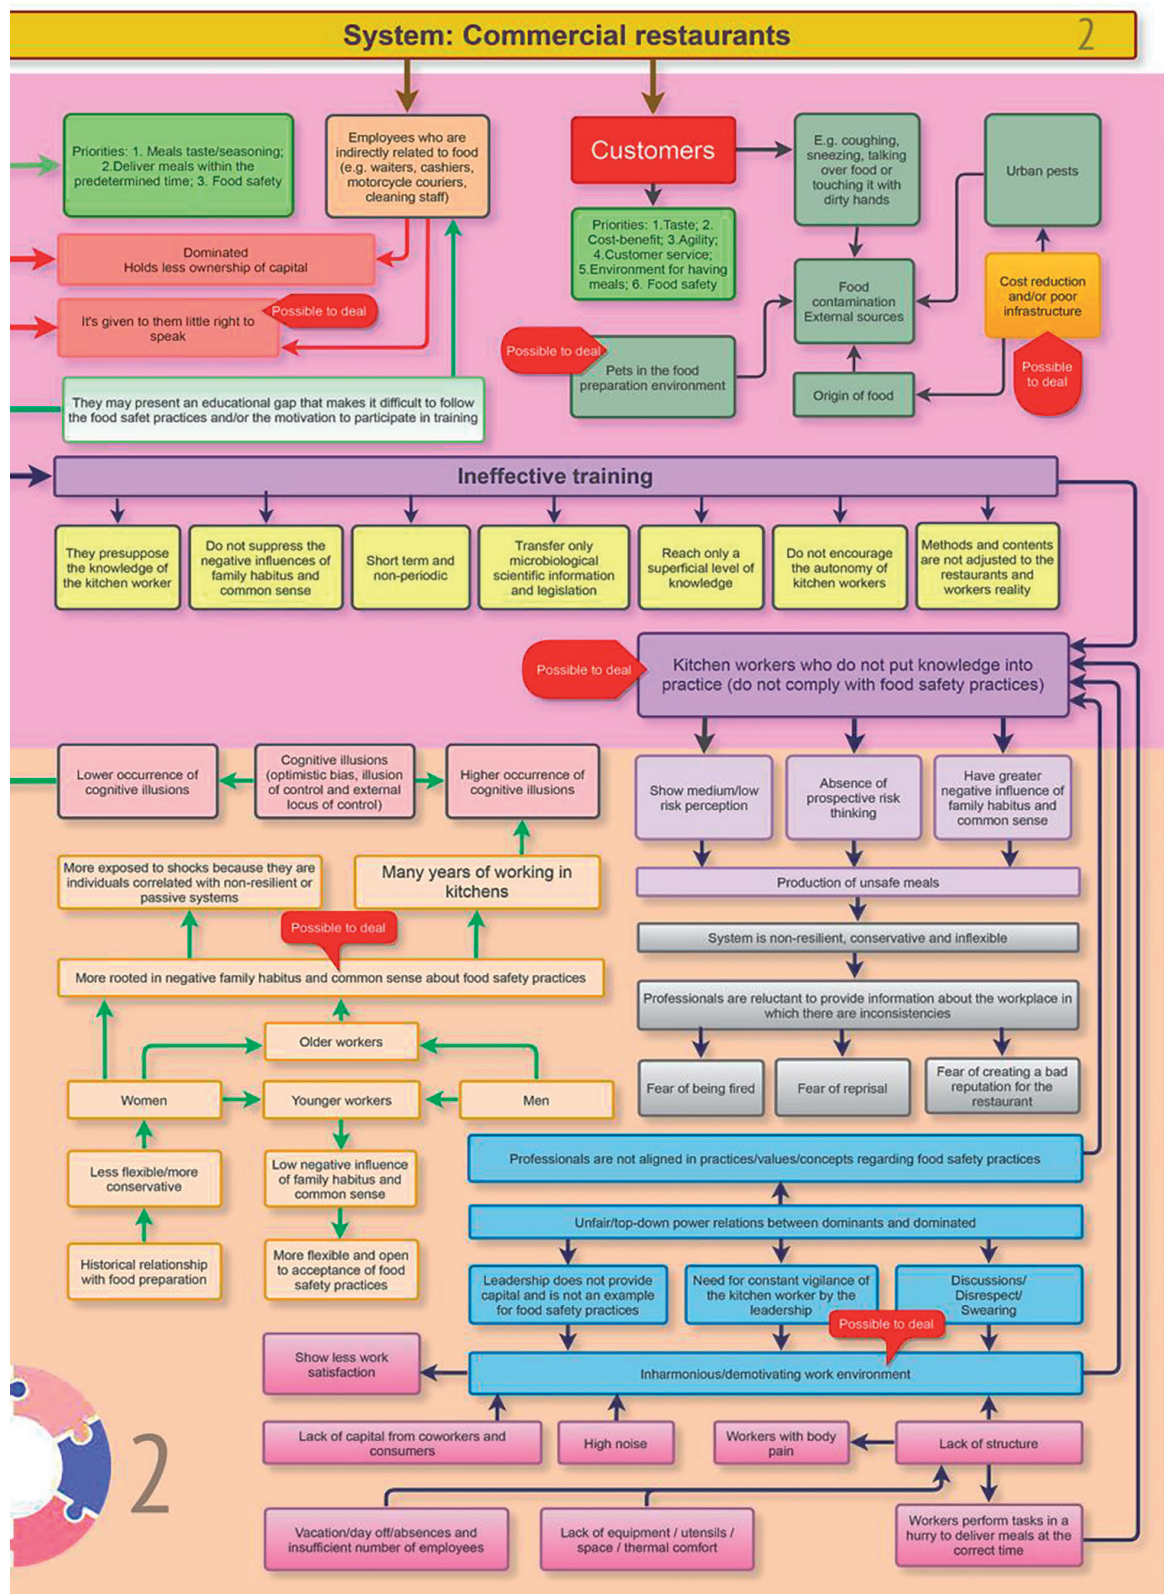 System: Commercial restaurants
2
Priorities: 1. Meals taste/seasoning;
2.Deliver meals within the
predetermined time; 3. Food safety
Employees who are
indirectly related to food
(e.g. waiters, cashiers,
motorcycle couriers,
cleaning staff)
Customers
E.g. coughing,
sneezing, talking
over food or
touching it with
dirty hands
Urban pests
Dominated
Holds less ownership of capital
Priorities: 1.Taste; 2.
Cost-benefit; 3.Agility;
4.Customer service;
5.Environment for having
meals; 6. Food safety
Food
contamination
External sources
Cost reduction
and/or poor
infrastructure
It's given to them little right to
speak
Possible to deal
Possible to deal
Pets in the food
preparation environment
Possible
to deal
Origin of food
They may present an educational gap that makes it difficult to follow
the food safet practices and/or the motivation to participate in training
Ineffective training
They presuppose
the knowledge of
the kitchen worker
Do not suppress the
negative influences of
family habitus and
common sense
Short term and
non-periodic
Transfer only
microbiological
scientific information
and legislation
Reach only a
superficial level of
knowledge
Do not encourage
the autonomy of
kitchen workers
Methods and contents
are not adjusted to the
restaurants and
workers reality
Possible to deal
Kitchen workers who do not put knowledge into
practice (do not comply with food safety practices)
Lower occurrence of
cognitive illusions
Cognitive illusions
(optimistic bias, illusion
of control and external
locus of control)
Higher occurrence of
cognitive illusions
Show medium/low
risk perception
Absence of
prospective risk
thinking
Have greater
negative influence of
family habitus and
common sense
More exposed to shocks because they are
individuals correlated with non-resilient or
passive systems
Many years of working in
kitchens
Production of unsafe meals
Possible to deal
System is non-resilient, conservative and inflexible
More rooted in negative family habitus and common sense about food safety practices
Professionals are reluctant to provide information about the workplace in
which there are inconsistencies
Older workers
Fear of being fired
Fear of reprisal
Fear of creating a bad
reputation for the
restaurant
Women
Younger workers
Men
Less flexible/more
conservative
Low negative influence
of family habitus and
common sense
Professionals are not aligned in practices/values/concepts regarding food safety practices
Unfair/top-down power relations between dominants and dominated
Historical relationship
with food preparation
More flexible and open
to acceptance of food
safety practices
Leadership does not provide
capital and is not an example
for food safety practices
Need for constant vigilance of
the kitchen worker by the
leadership
Discussions/
Disrespect/
Swearing
Possible to deal
Show less work
satisfaction
Inharmonious/demotivating work environment
Lack of capital from coworkers and
consumers
High noise
Workers with body
pain
Lack of structure
2
Vacation/day off/absences and
insufficient number of employees
Lack of equipment / utensils /
space / thermal comfort
Workers perform tasks in a
hurry to deliver meals at the
correct time